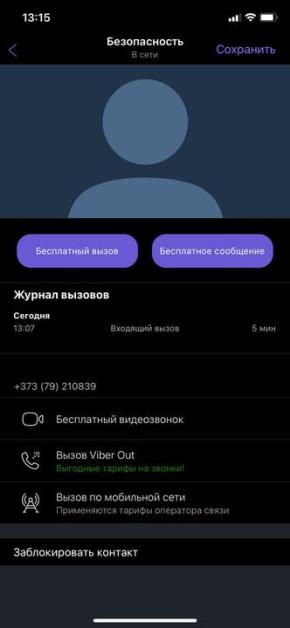 13:15
Безопасность
В сети
Сохранить
Бесплатный вызов
Бесплатное сообщение
Журнал вызовов
Сегодня
13:07 Входящий вызов 5 мин
+373 (79) 210839
Бесплатный видеозвонок
Вызов Viber Out
Выгодные тарифы на звонки!
Вызов по мобильной сети
Применяются тарифы оператора связи
Заблокировать контакт